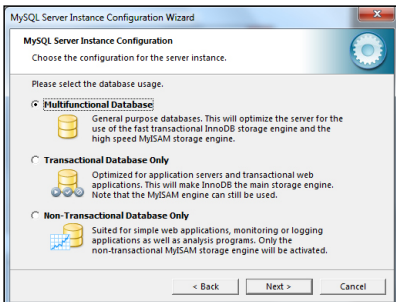 MySQL Server Instance Configuration Wizard
MySQL Server Instance Configuration
Choose the configuration for the server instance.
Please select the database usage.
Multifunctional Database
General purpose databases. This will optimize the server for the
use of the fast transactional InnoDB storage engine and the
high speed MyISAM storage engine.
Transactional Database Only
Optimized for application servers and transactional web
applications. This will make InnoDB the main storage engine.
Note that the MyISAM engine can still be used.
Non-Transactional Database Only
Suited for simple web applications, monitoring or logging
applications as well as analysis programs. Only the
non-transactional MyISAM storage engine will be activated.
< Back
Next >
Cancel